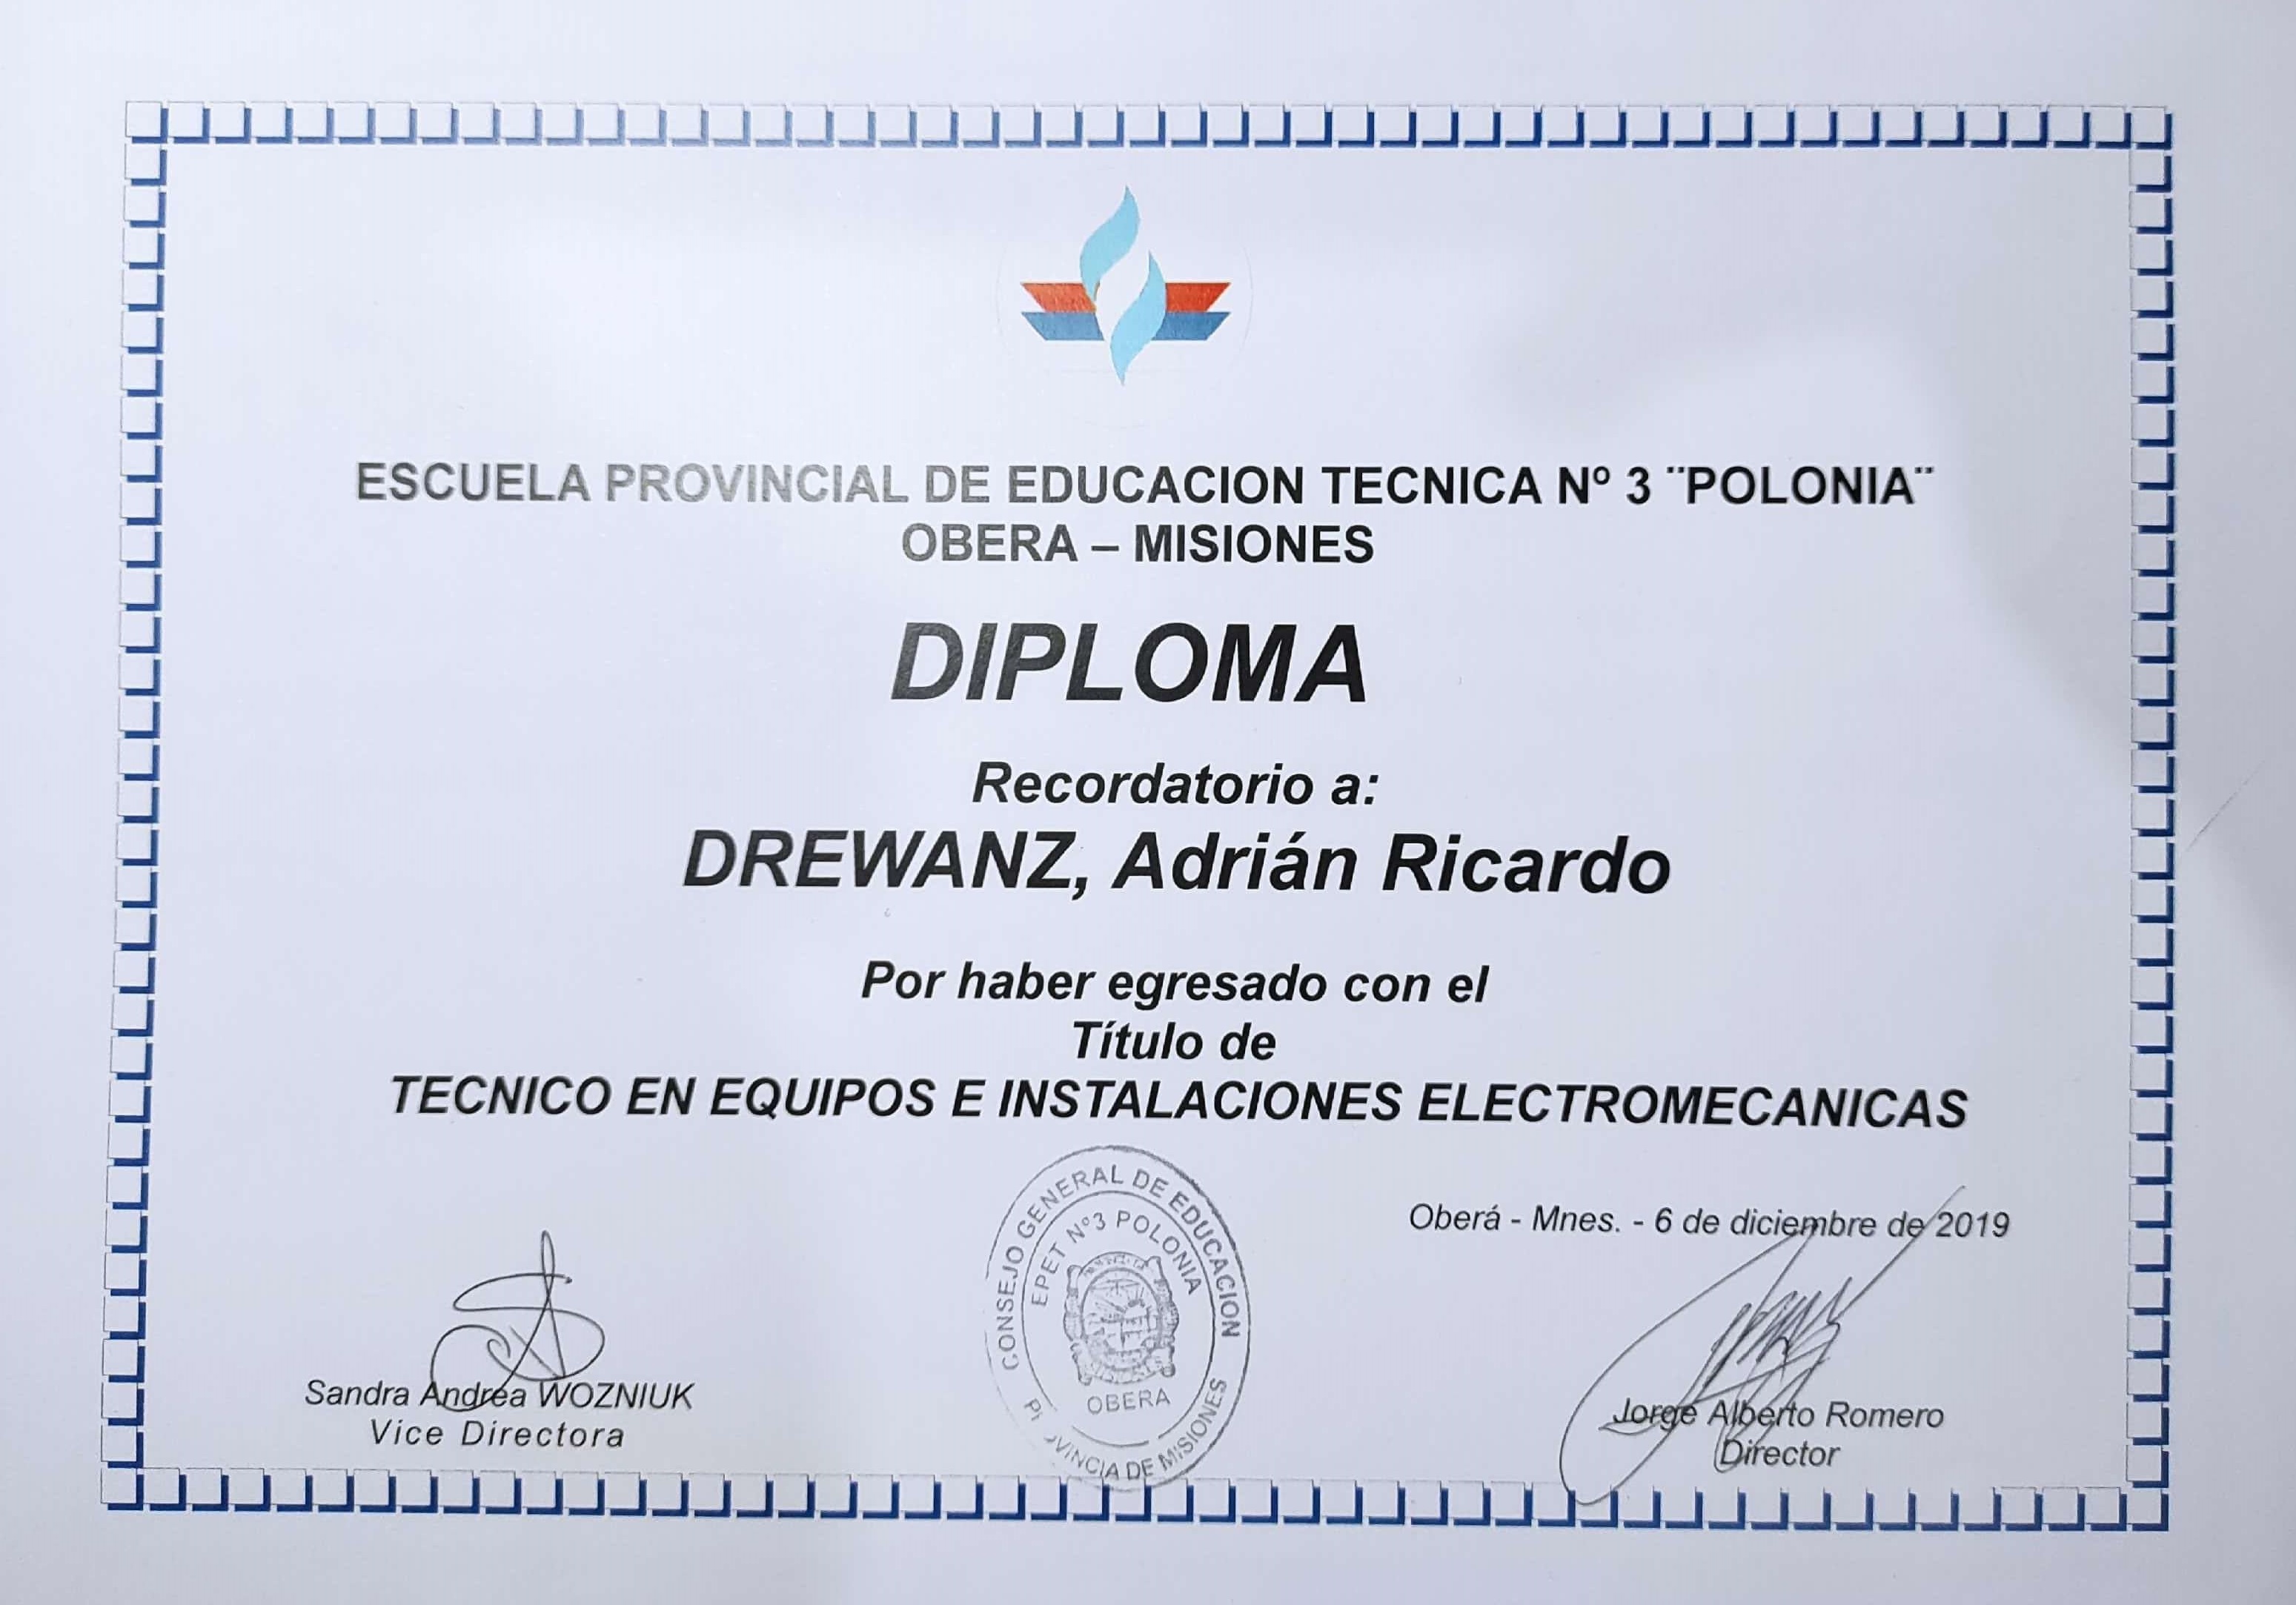 ESCUELA PROVINCIAL DE EDUCACION TECNICA Nº 3 ¨POLONIA¨
OBERA – MISIONES
DIPLOMA
Recordatorio a:
DREWANZ, Adrián Ricardo
Por haber egresado con el
Título de
TECNICO EN EQUIPOS E INSTALACIONES ELECTROMECANICAS
Oberá - Mnes. - 6 de diciembre de 2019
CONSEJO GENERAL DE EDUCACION
EPET Nº3 POLONIA
OBERA
PROVINCIA DE MISIONES
Sandra Andrea WOZNIUK
Vice Directora
Jorge Alberto Romero
Director